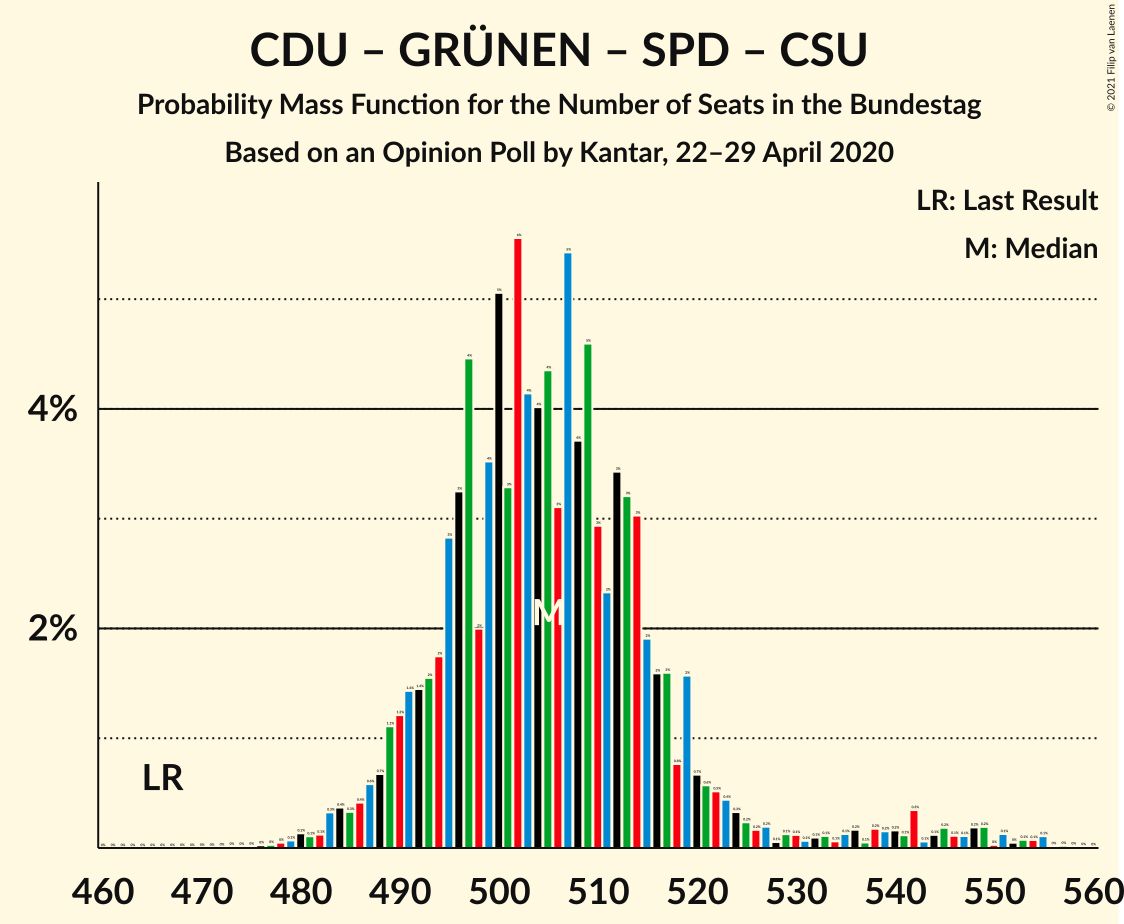 CDU – GRÜNEN – SPD – CSU
Probability Mass Function for the Number of Seats in the Bundestag
Based on an Opinion Poll by Kantar, 22–29 April 2020
© 2021 Filip van Laenen
LR: Last Result
M: Median
4%
2%
LR
M
460 470 480 490 500 510 520 530 540 550 560